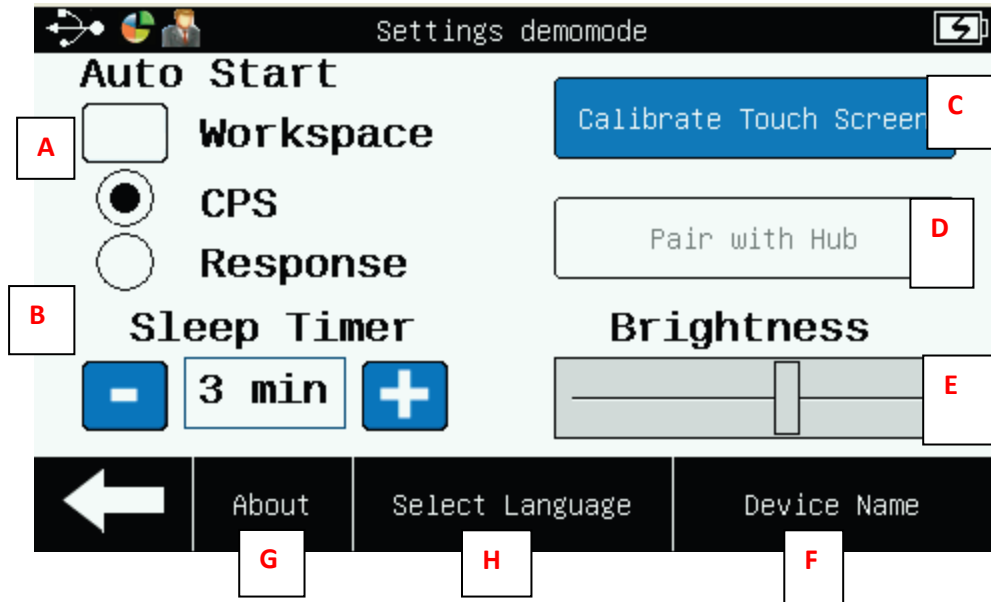 Settings demomode
Auto Start
A
Workspace
Calibrate Touch Screen
C
CPS
Pair with Hub
D
Response
B
Sleep Timer
Brightness
- 3 min +
E
About
Select Language
Device Name
G
H
F